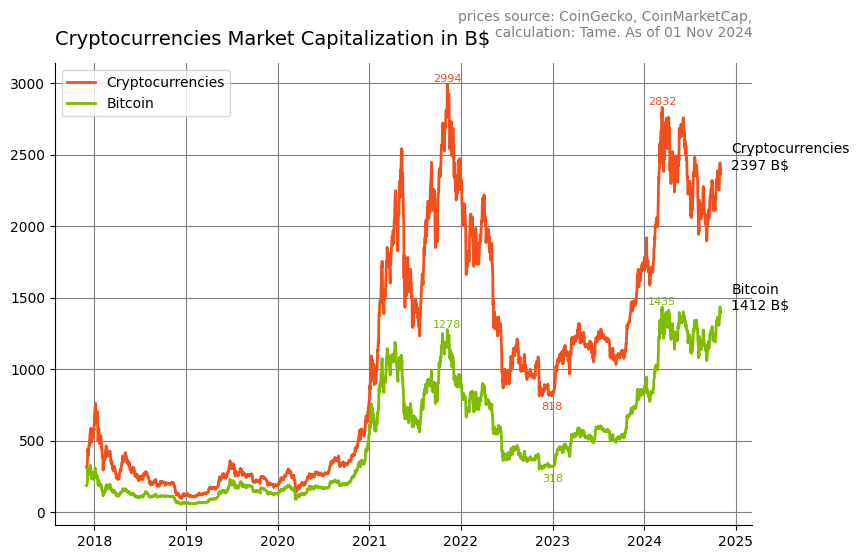 prices source: CoinGecko, CoinMarketCap,
calculation: Tame. As of 01 Nov 2024
Cryptocurrencies Market Capitalization in B$
Cryptocurrencies
Bitcoin
3000
2500
2000
1500
1000
500
0
2994
2832
1278
1435
818
318
Cryptocurrencies
2397 B$
Bitcoin
1412 B$
2018 2019 2020 2021 2022 2023 2024 2025